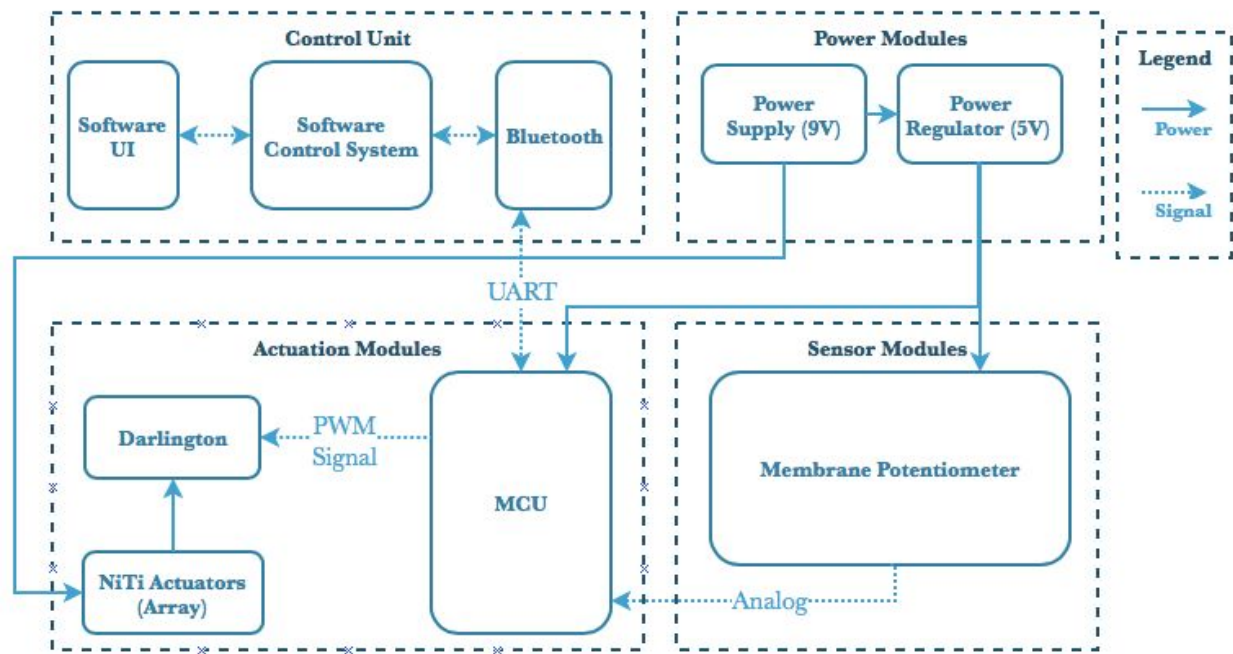 Control Unit
Software
UI
Software
Control System
Bluetooth
Power Modules
Power
Supply (9V)
Power
Regulator (5V)
Legend
Power
Signal
UART
Actuation Modules
Darlington
PWM
Signal
MCU
NiTi Actuators
(Array)
Sensor Modules
Membrane Potentiometer
Analog